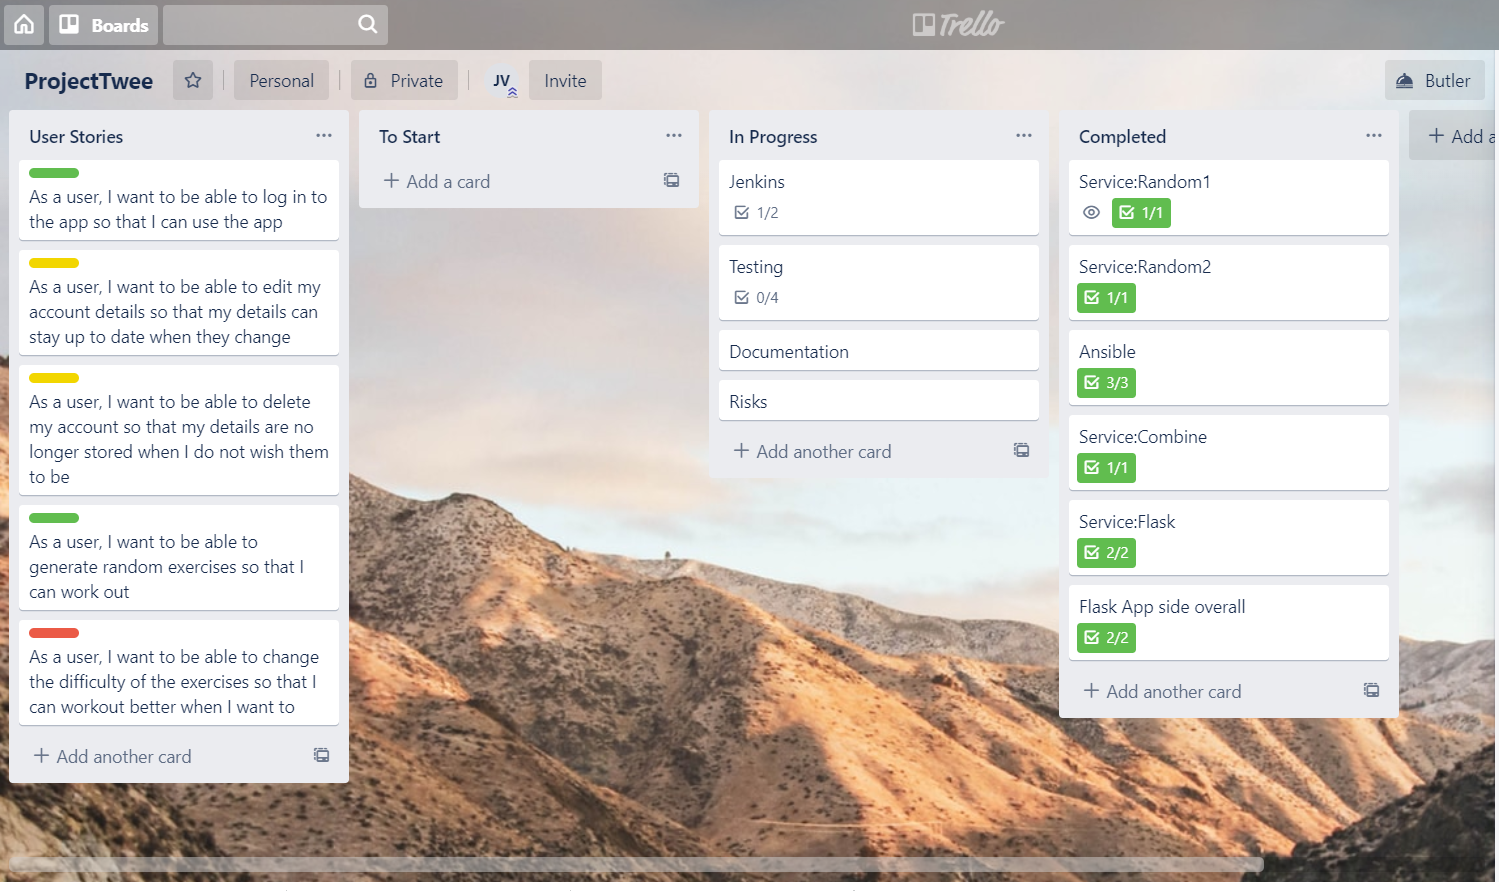 Boards
Trello
ProjectTwee
Personal
Private
JV
Invite
Butler
User Stories
As a user, I want to be able to log in to
the app so that I can use the app
As a user, I want to be able to edit my
account details so that my details can
stay up to date when they change
As a user, I want to be able to delete
my account so that my details are no
longer stored when I do not wish them
to be
As a user, I want to be able to
generate random exercises so that I
can work out
As a user, I want to be able to change
the difficulty of the exercises so that I
can workout better when I want to
+ Add another card
To Start
+ Add a card
In Progress
Jenkins
1/2
Testing
0/4
Documentation
Risks
+ Add another card
Completed
Service:Random1
1/1
Service:Random2
1/1
Ansible
3/3
Service:Combine
1/1
Service:Flask
2/2
Flask App side overall
2/2
+ Add another card
+ Add a